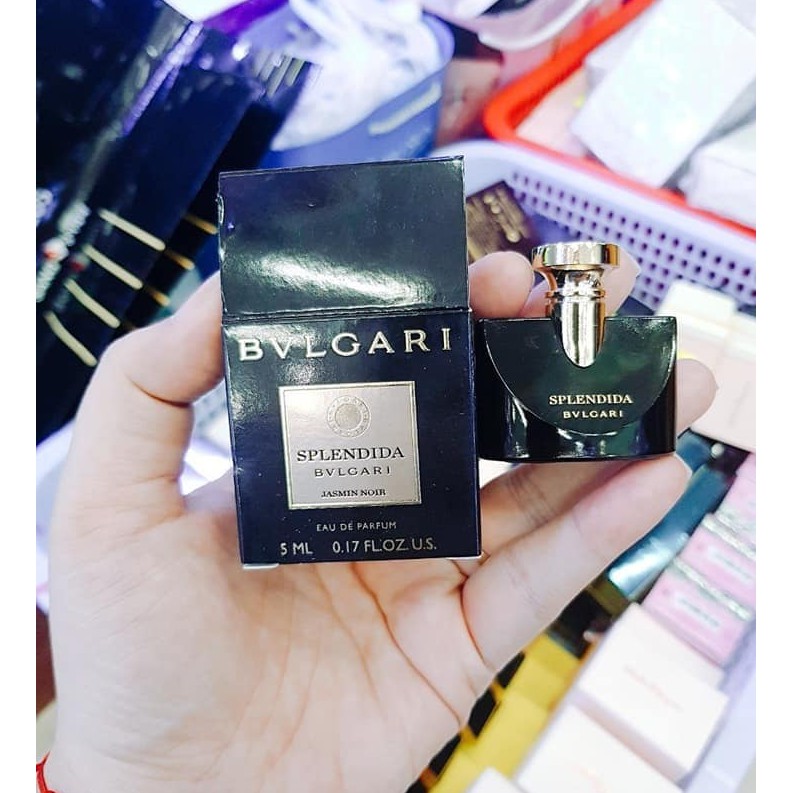 BVLGARI
SPLENDIDA
BVLGARI
JASMIN NOIR
EAU DE PARFUM
5 ML 0.17 FL.OZ. U.S.
SPLENDIDA
BVLGARI